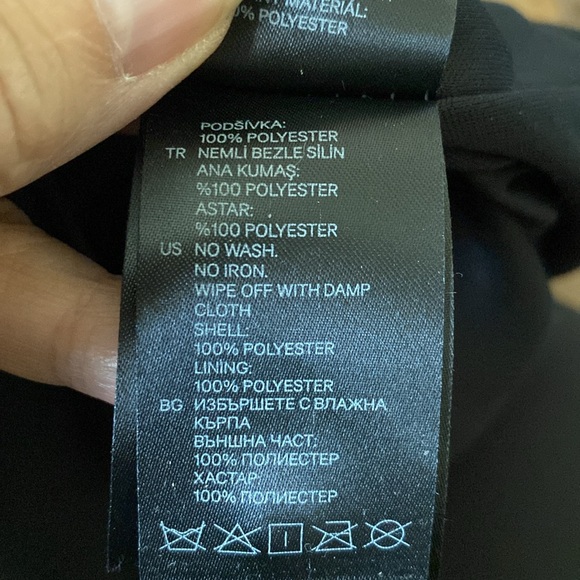 MATERIÁL:
% POLYESTER
PODŠÍVKA:
100% POLYESTER
TR NEMLİ BEZLE SİLİN
ANA KUMAŞ:
%100 POLYESTER
ASTAR:
%100 POLYESTER
US NO WASH.
NO IRON.
WIPE OFF WITH DAMP
CLOTH
SHELL:
100% POLYESTER
LINING:
100% POLYESTER
BG ИЗБЪРШЕТЕ С ВЛАЖНА
КЪРПА
ВЪНШНА ЧАСТ:
100% ПОЛИЕСТЕР
ХАСТАР:
100% ПОЛИЕСТЕР